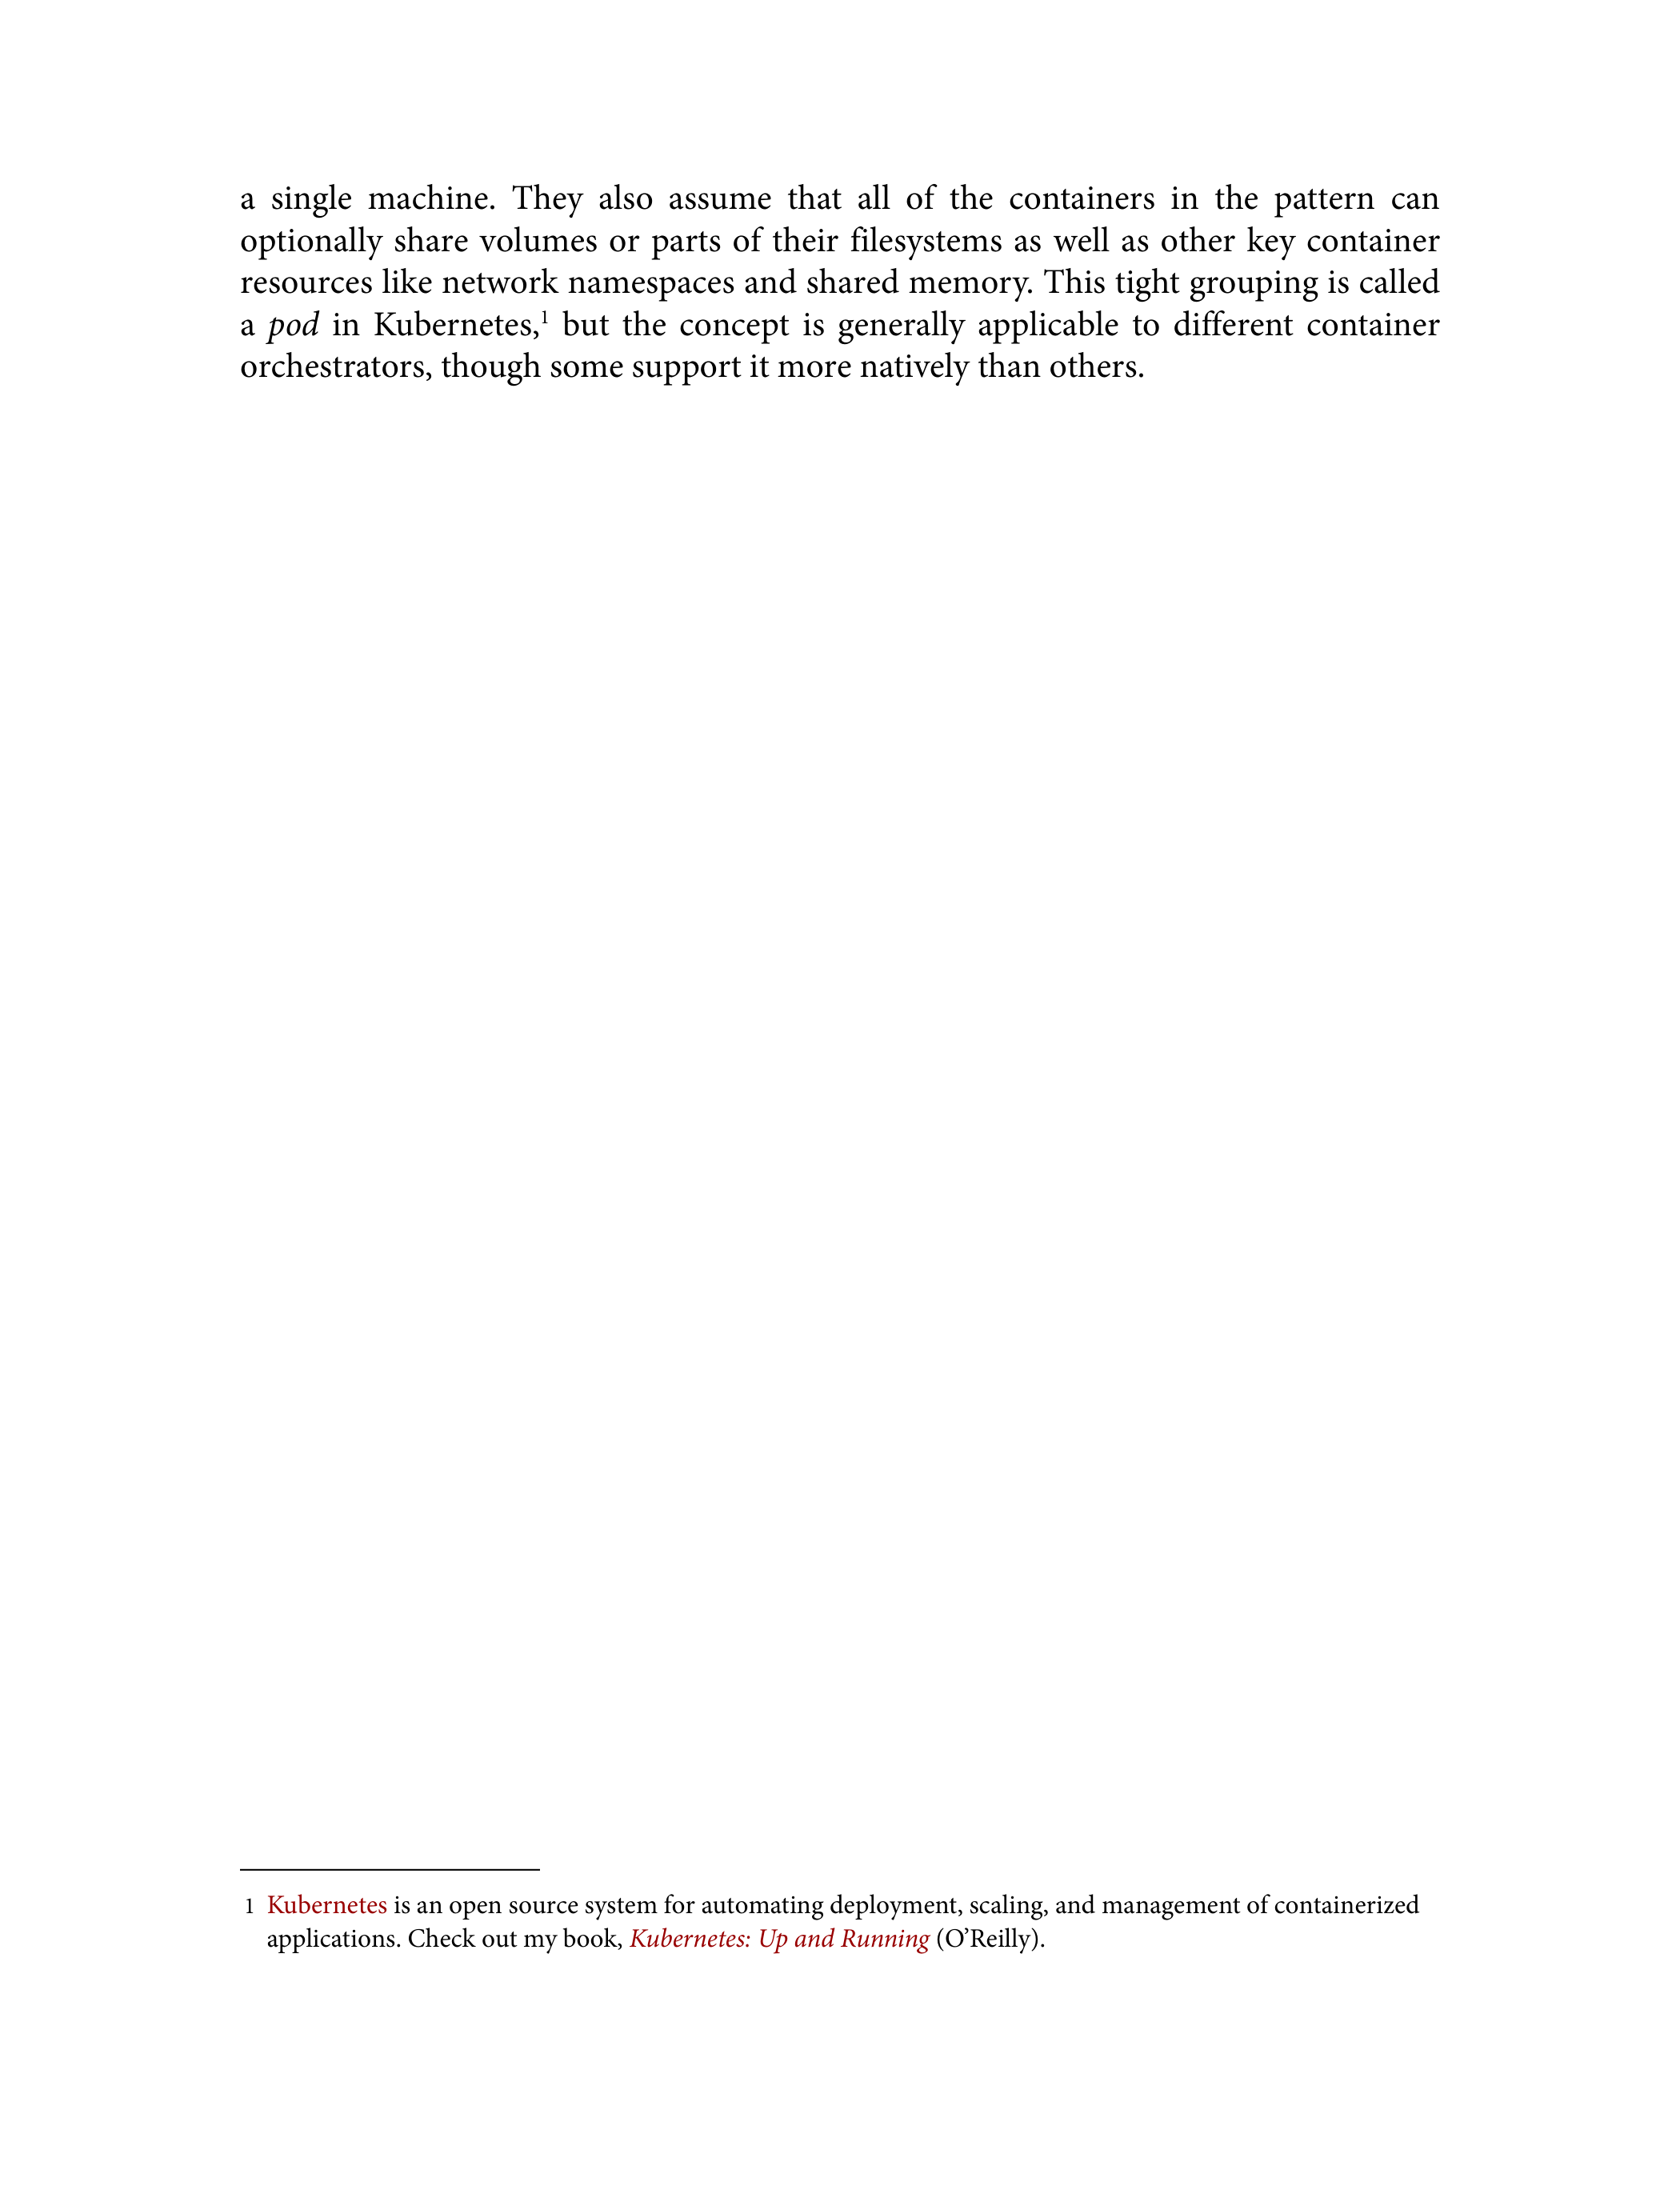 a single machine. They also assume that all of the containers in the pattern can
optionally share volumes or parts of their filesystems as well as other key container
resources like network namespaces and shared memory. This tight grouping is called
a pod in Kubernetes,¹ but the concept is generally applicable to different container
orchestrators, though some support it more natively than others.
1 Kubernetes is an open source system for automating deployment, scaling, and management of containerized
applications. Check out my book, Kubernetes: Up and Running (O’Reilly).